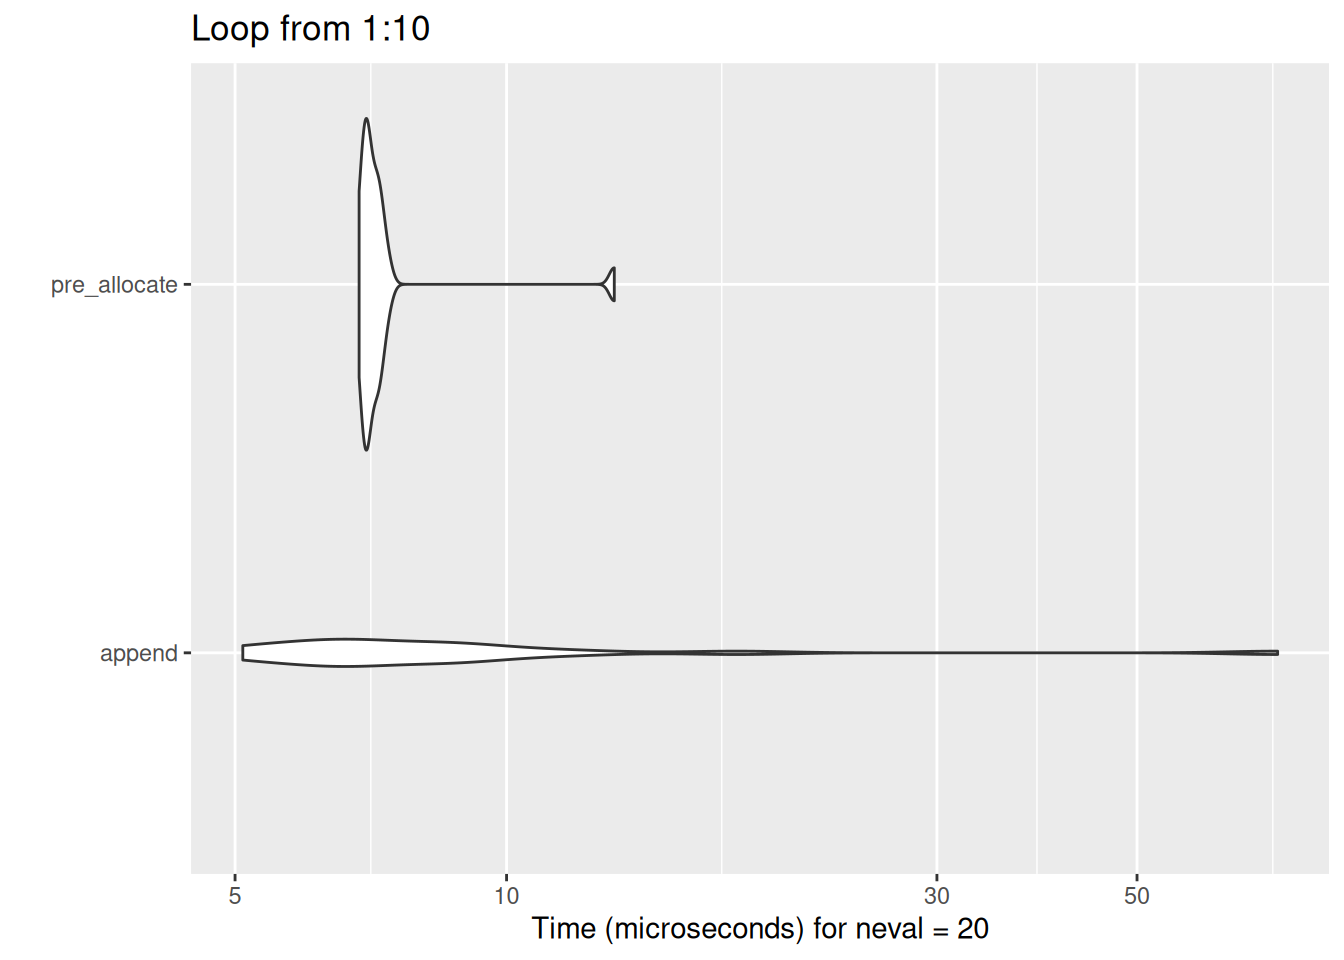 Loop from 1:10
pre_allocate
append
5
10
30
50
Time (microseconds) for neval = 20